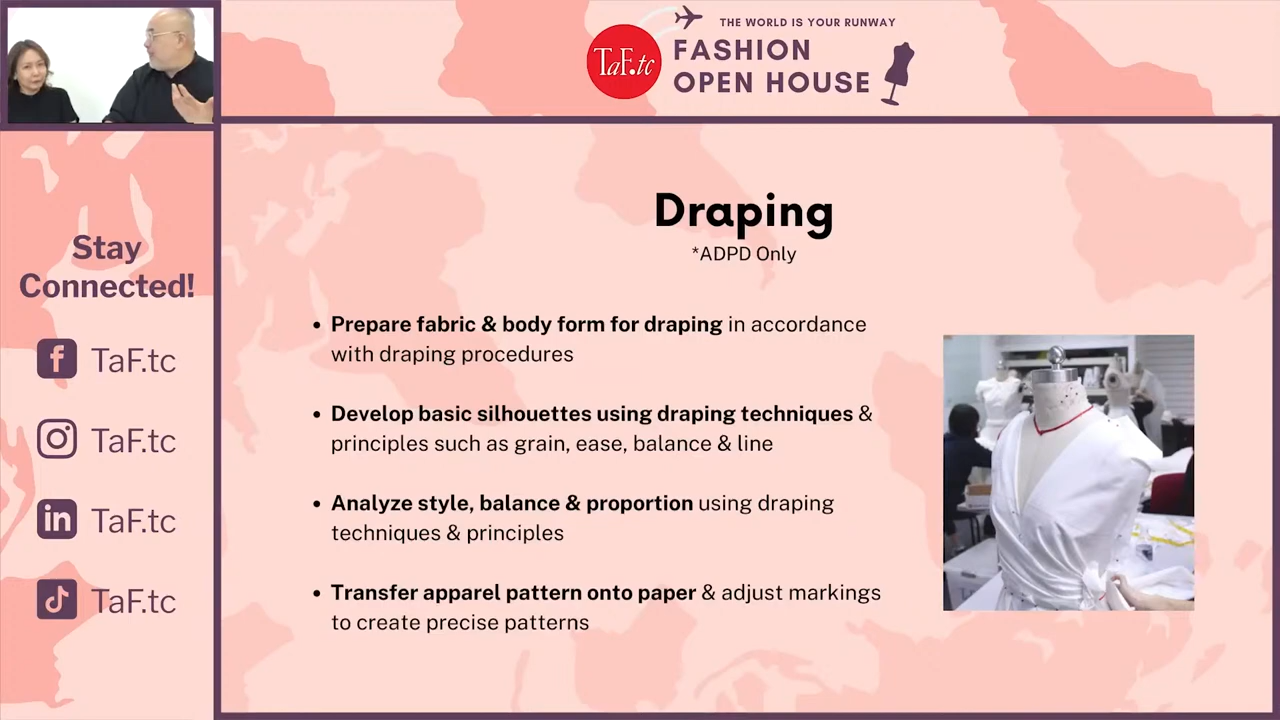 TaF.tc
THE WORLD IS YOUR RUNWAY
FASHION
OPEN HOUSE
Stay
Connected!
TaF.tc
TaF.tc
TaF.tc
TaF.tc
Draping
*ADPD Only
• Prepare fabric & body form for draping in accordance
with draping procedures
• Develop basic silhouettes using draping techniques &
principles such as grain, ease, balance & line
• Analyze style, balance & proportion using draping
techniques & principles
• Transfer apparel pattern onto paper & adjust markings
to create precise patterns